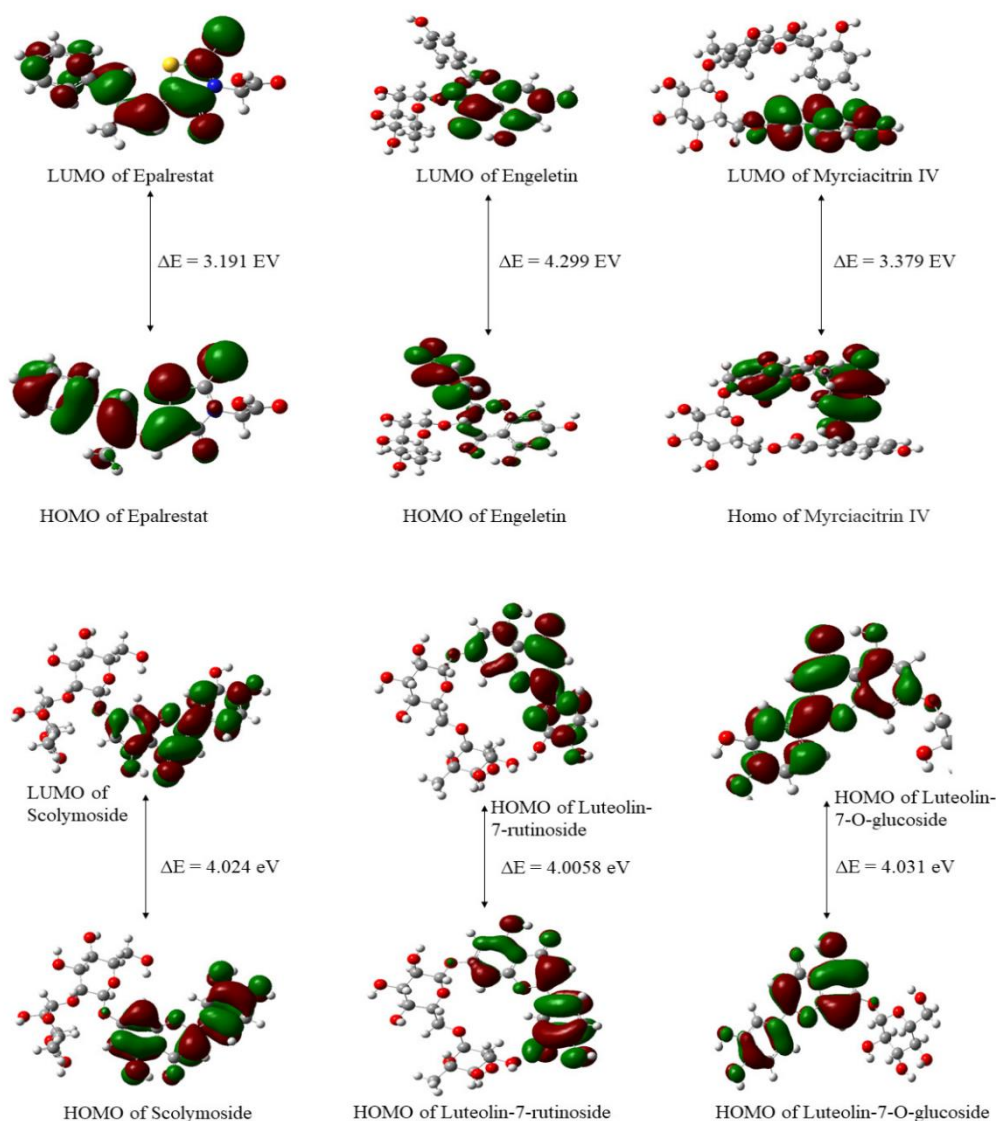 LUMO of Epalrestat
LUMO of Engeletin
LUMO of Myrciacitrin IV
ΔE = 3.191 EV
ΔE = 4.299 EV
ΔE = 3.379 EV
HOMO of Epalrestat
HOMO of Engeletin
Homo of Myrciacitrin IV
LUMO of
Scolymoside
HOMO of Luteolin-
7-rutinoside
HOMO of Luteolin-
7-O-glucoside
ΔE = 4.024 eV
ΔE = 4.0058 eV
ΔE = 4.031 eV
HOMO of Scolymoside
HOMO of Luteolin-7-rutinoside
HOMO of Luteolin-7-O-glucoside